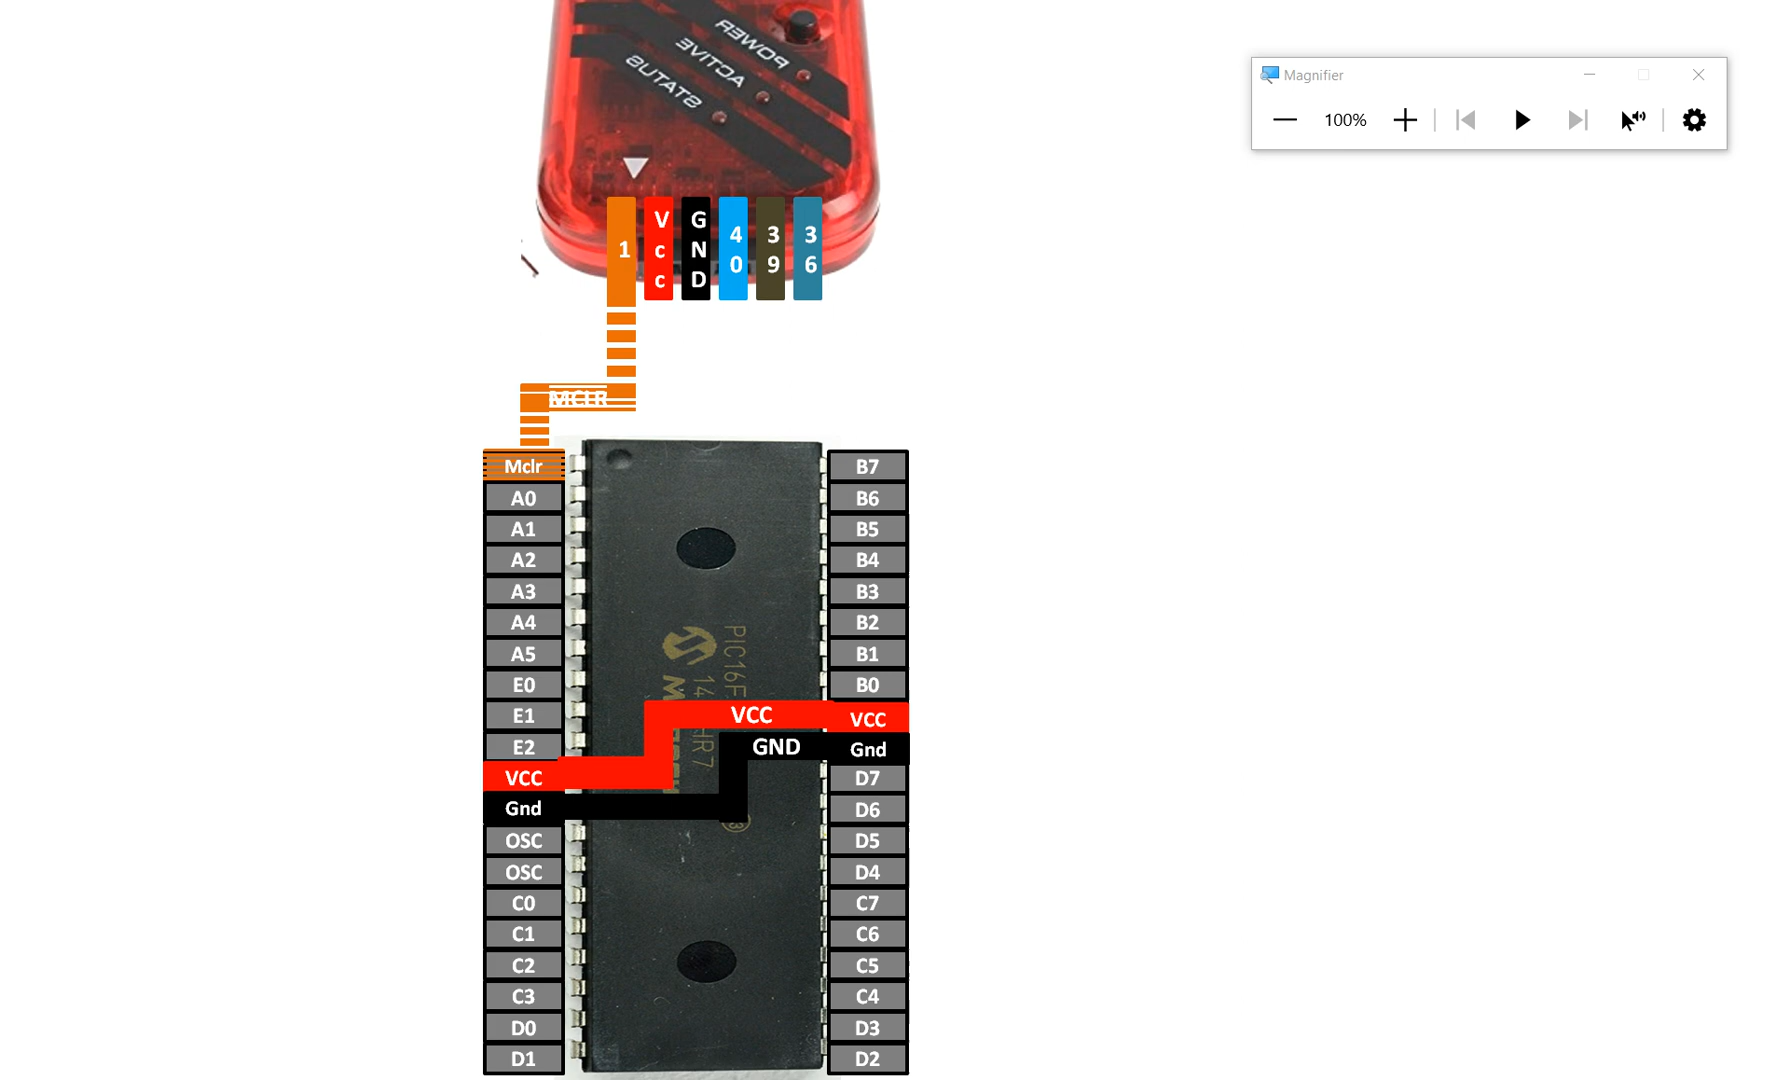 POWER
ACTIVE
STATUS
1
Vcc
GND
40
39
36
MCLR
Mclr
A0
A1
A2
A3
A4
A5
E0
E1
E2
VCC
Gnd
OSC
OSC
C0
C1
C2
C3
D0
D1
PIC16F
VCC
GND
B7
B6
B5
B4
B3
B2
B1
B0
VCC
Gnd
D7
D6
D5
D4
C7
C6
C5
C4
D3
D2
Magnifier
100%